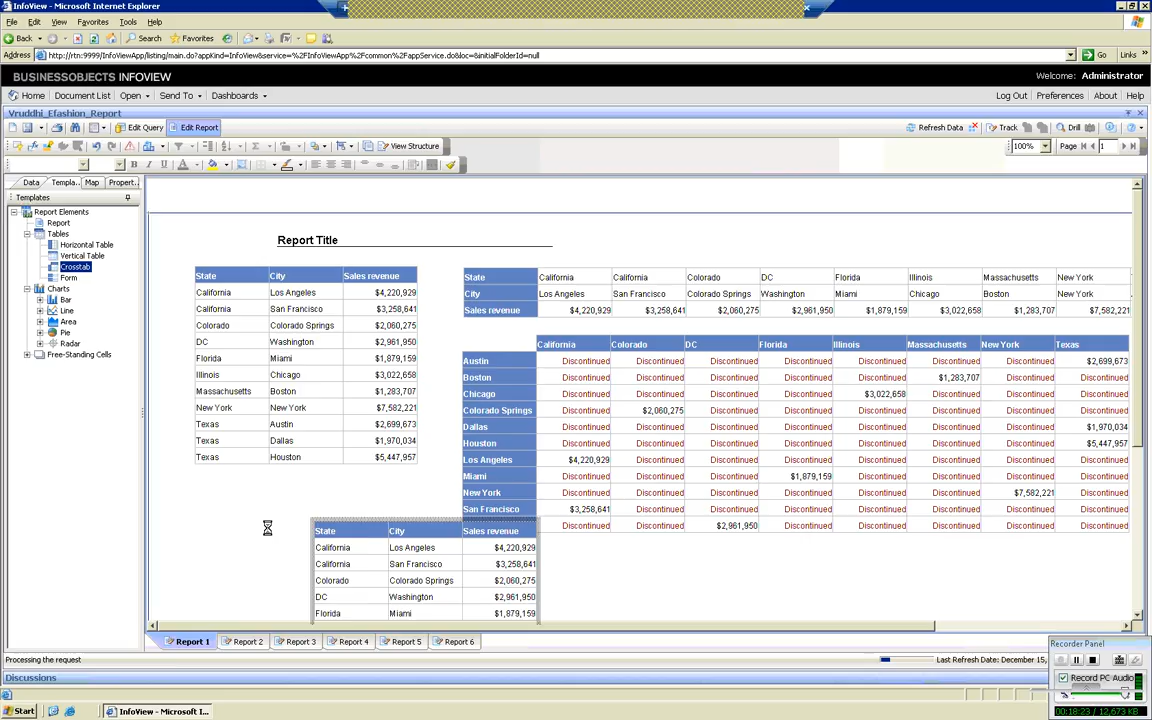 InfoView - Microsoft Internet Explorer
File Edit View Favorites Tools Help
Back Search Favorites
Address http://rtn:9999/InfoViewApp/listing/main.do?appKind=InfoView&service=%2FInfoViewApp%2Fcommon%2FappService.do&loc=&initialFolderId=null Go Links
BUSINESSOBJECTS INFOVIEW Welcome: Administrator
Home Document List Open Send To Dashboards Log Out Preferences About Help
Vruddhi_Efashion_Report
Edit Query Edit Report Refresh Data Track Drill
View Structure 100% Page 1
Data Templa.. Map Propert..
Templates
Report Elements
Report
Tables
Horizontal Table
Vertical Table
Crosstab
Form
Charts
Bar
Line
Area
Pie
Radar
Free-Standing Cells
Report Title
State City Sales revenue
California Los Angeles $4,220,929
California San Francisco $3,258,641
Colorado Colorado Springs $2,060,275
DC Washington $2,961,950
Florida Miami $1,879,159
Illinois Chicago $3,022,658
Massachusetts Boston $1,283,707
New York New York $7,582,221
Texas Austin $2,699,673
Texas Dallas $1,970,034
Texas Houston $5,447,957
State California California Colorado DC Florida Illinois Massachusetts New York
City Los Angeles San Francisco Colorado Springs Washington Miami Chicago Boston New York
Sales revenue $4,220,929 $3,258,641 $2,060,275 $2,961,950 $1,879,159 $3,022,658 $1,283,707 $7,582,221
California Colorado DC Florida Illinois Massachusetts New York Texas
Austin Discontinued Discontinued Discontinued Discontinued Discontinued Discontinued Discontinued $2,699,673
Boston Discontinued Discontinued Discontinued Discontinued Discontinued $1,283,707 Discontinued Discontinued
Chicago Discontinued Discontinued Discontinued Discontinued $3,022,658 Discontinued Discontinued Discontinued
Colorado Springs Discontinued $2,060,275 Discontinued Discontinued Discontinued Discontinued Discontinued Discontinued
Dallas Discontinued Discontinued Discontinued Discontinued Discontinued Discontinued Discontinued $1,970,034
Houston Discontinued Discontinued Discontinued Discontinued Discontinued Discontinued Discontinued $5,447,957
Los Angeles $4,220,929 Discontinued Discontinued Discontinued Discontinued Discontinued Discontinued Discontinued
Miami Discontinued Discontinued Discontinued $1,879,159 Discontinued Discontinued Discontinued Discontinued
New York Discontinued Discontinued Discontinued Discontinued Discontinued Discontinued $7,582,221 Discontinued
San Francisco $3,258,641 Discontinued Discontinued Discontinued Discontinued Discontinued Discontinued Discontinued
Discontinued Discontinued $2,961,950 Discontinued Discontinued Discontinued Discontinued Discontinued
State City Sales revenue
California Los Angeles $4,220,929
California San Francisco $3,258,641
Colorado Colorado Springs $2,060,275
DC Washington $2,961,950
Florida Miami $1,879,159
Report 1 Report 2 Report 3 Report 4 Report 5 Report 6
Processing the request Last Refresh Date: December 15,
Discussions
Recorder Panel
Record PC Audio
00:18:23 / 12,673 KB
Start InfoView - Microsoft I...